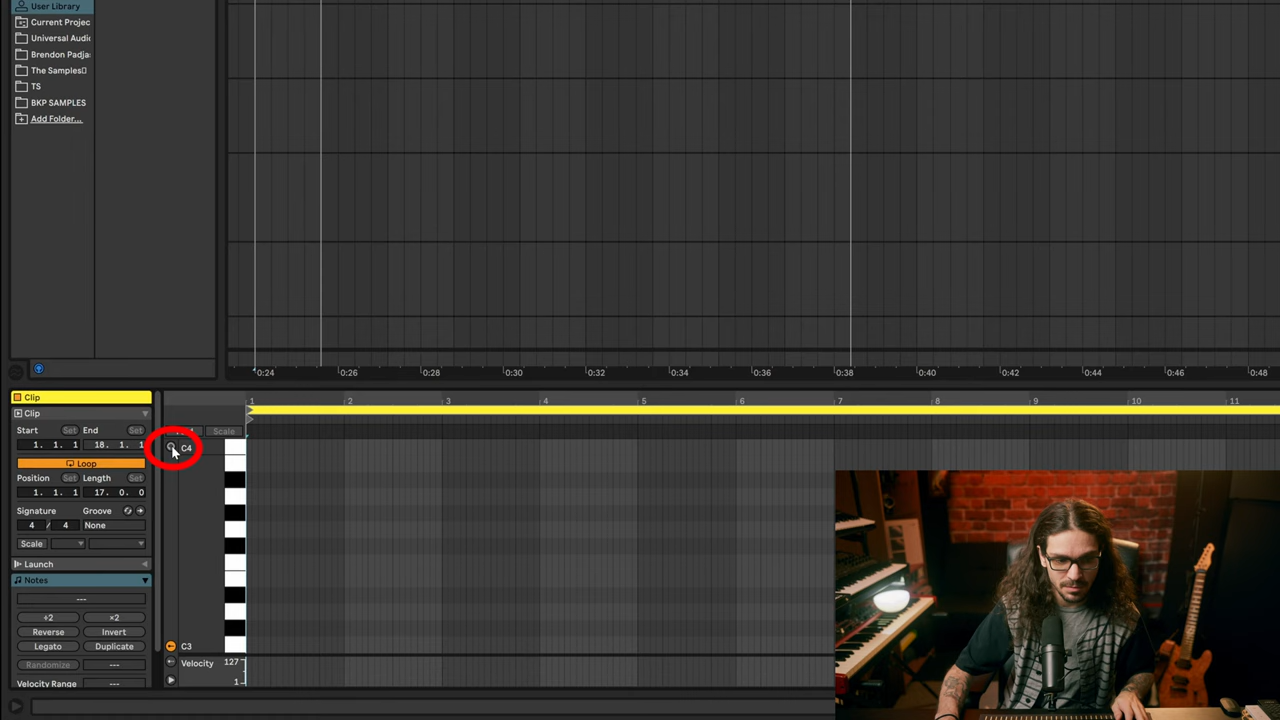 User Library
Current Projec
Universal Audi
Brendon Padja
The Samples
TS
BKP SAMPLES
Add Folder...
0:24 0:26 0:28 0:30 0:32 0:34 0:36 0:38 0:40 0:42 0:44 0:46 0:48
Clip
Clip
1 2 3 4 5 6 7 8 9 10 11
Start Set End Set
Scale
1. 1. 1 18. 1. 1
C4
Loop
Position Set Length Set
1. 1. 1 17. 0. 0
Signature Groove
4 / 4 None
Scale
Launch
Notes
---
÷2 ×2
Reverse Invert
Legato Duplicate
C3
Randomize ---
Velocity 127
Velocity Range ---
1